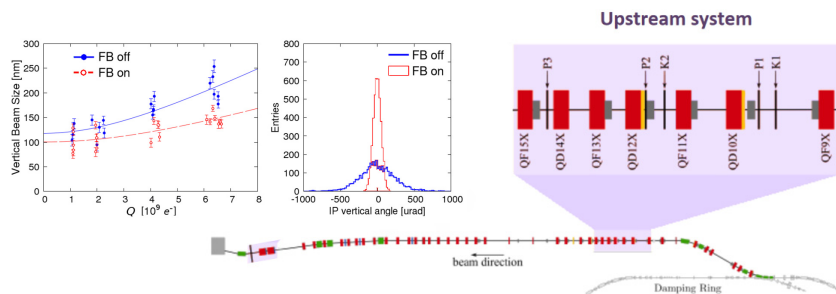 Upstream system
Vertical Beam Size [nm]
300
250
200
150
100
50
0
FB off
FB on
0 1 2 3 4 5 6 7 8
Q [10⁹ e⁻]
Entries
800
700
600
500
400
300
200
100
0
FB off
FB on
-1000 -500 0 500 1000
IP vertical angle [urad]
P3 P2 K2 P1 K1
QF15X QD14X QF13X QD12X QF11X QD10X QF9X
beam direction
Damping Ring